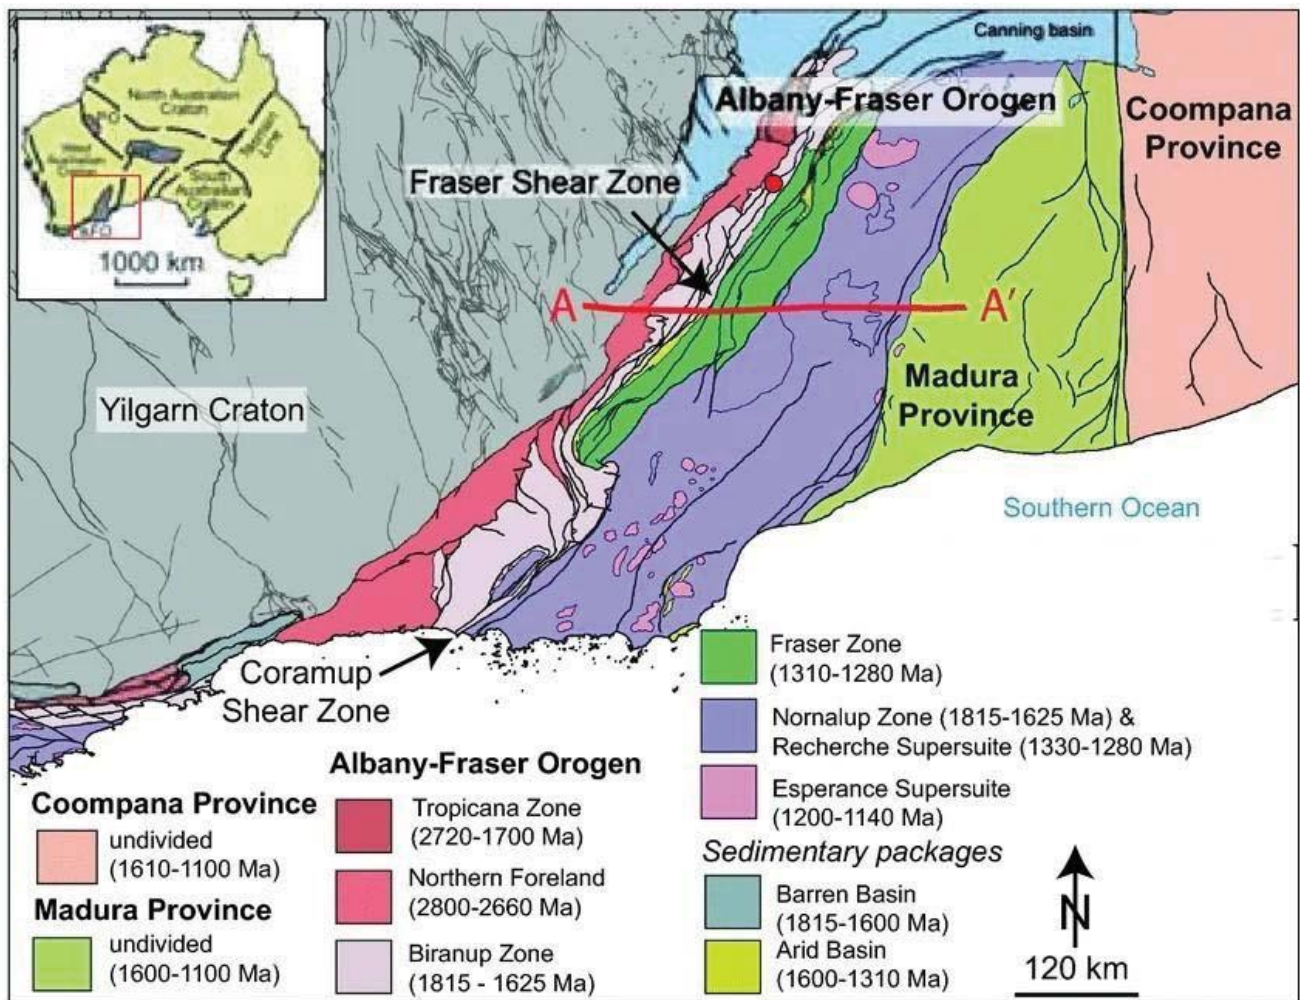 North Australian
Craton
West
Australian
Craton
South
Australian
Craton
1000 km
Canning basin
Albany-Fraser Orogen
Coompana
Province
Fraser Shear Zone
A
A'
Yilgarn Craton
Madura
Province
Southern Ocean
Coramup
Shear Zone
Coompana Province
undivided
(1610-1100 Ma)
Madura Province
undivided
(1600-1100 Ma)
Albany-Fraser Orogen
Tropicana Zone
(2720-1700 Ma)
Northern Foreland
(2800-2660 Ma)
Biranup Zone
(1815 - 1625 Ma)
Fraser Zone
(1310-1280 Ma)
Nornalup Zone (1815-1625 Ma) &
Recherche Supersuite (1330-1280 Ma)
Esperance Supersuite
(1200-1140 Ma)
Sedimentary packages
Barren Basin
(1815-1600 Ma)
Arid Basin
(1600-1310 Ma)
N
120 km